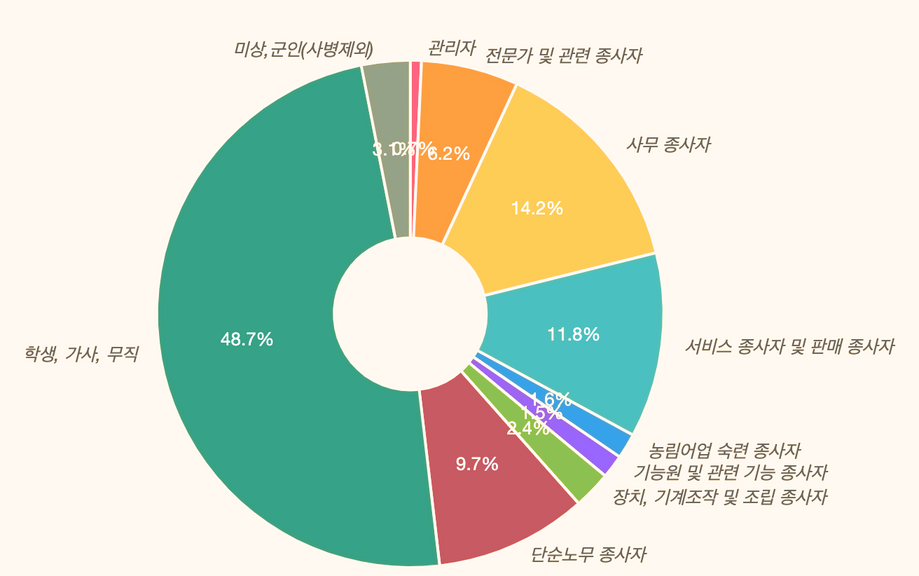 미상,군인(사병제외)
관리자
전문가 및 관련 종사자
사무 종사자
서비스 종사자 및 판매 종사자
농림어업 숙련 종사자
기능원 및 관련 기능 종사자
장치, 기계조작 및 조립 종사자
단순노무 종사자
학생, 가사, 무직
3.1%
0.7%
6.2%
14.2%
11.8%
1.6%
1.5%
2.4%
9.7%
48.7%